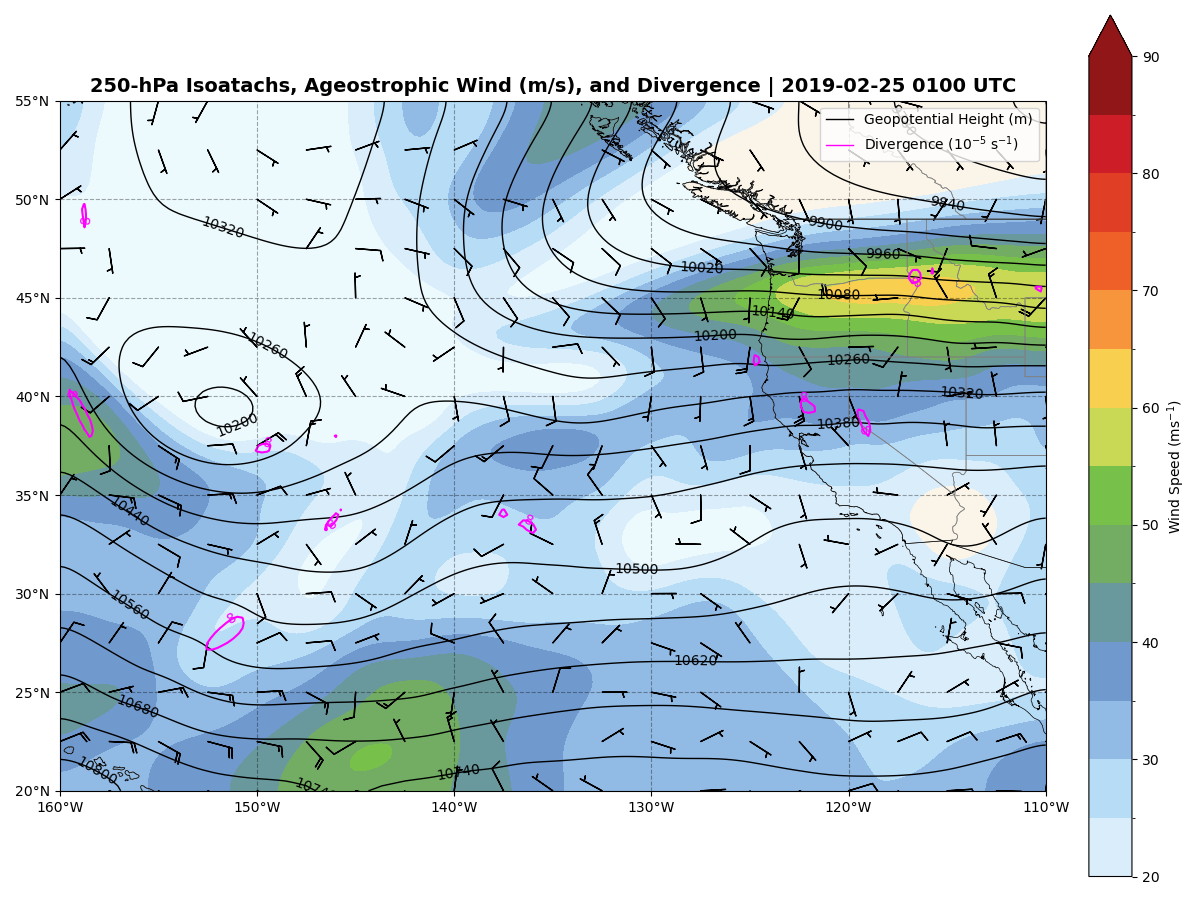 250-hPa Isoatachs, Ageostrophic Wind (m/s), and Divergence | 2019-02-25 0100 UTC
Geopotential Height (m)
Divergence (10⁻⁵ s⁻¹)
55°N
50°N
45°N
40°N
35°N
30°N
25°N
20°N
160°W
150°W
140°W
130°W
120°W
110°W
10320
9840
9900
9960
10020
10080
10140
10200
10260
10260
10320
10200
10380
10440
10500
10560
10620
10680
10740
10800
90
80
70
60
50
40
30
20
Wind Speed (ms⁻¹)